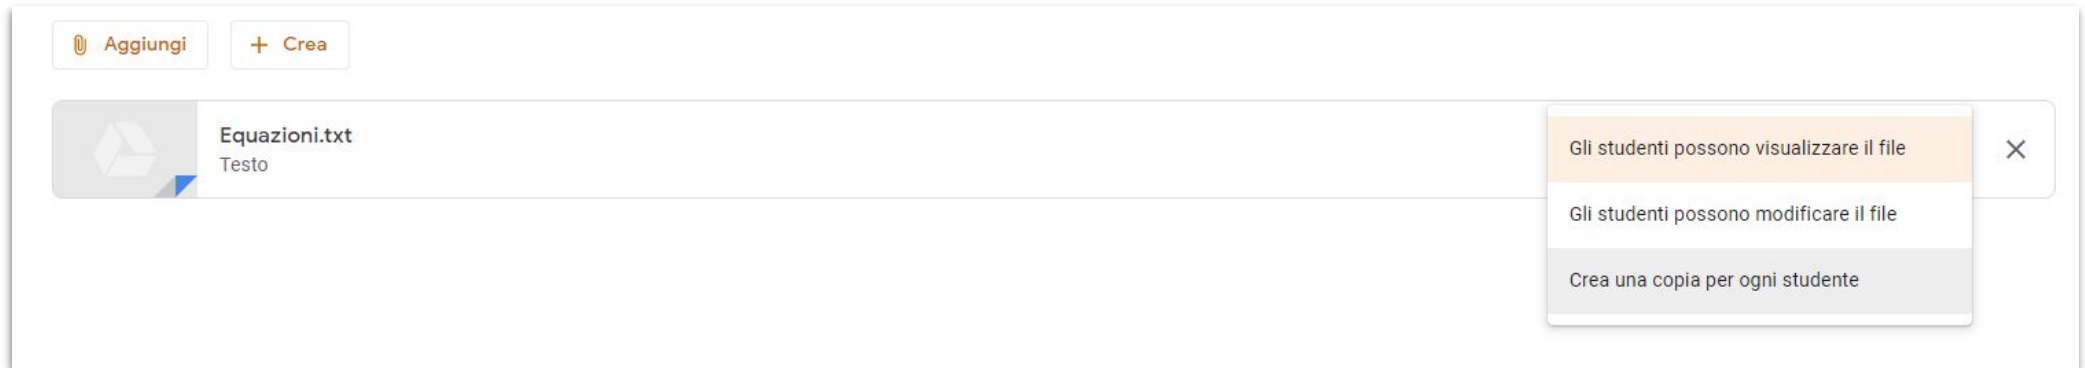 Aggiungi
Crea
Equazioni.txt
Testo
Gli studenti possono visualizzare il file
Gli studenti possono modificare il file
Crea una copia per ogni studente